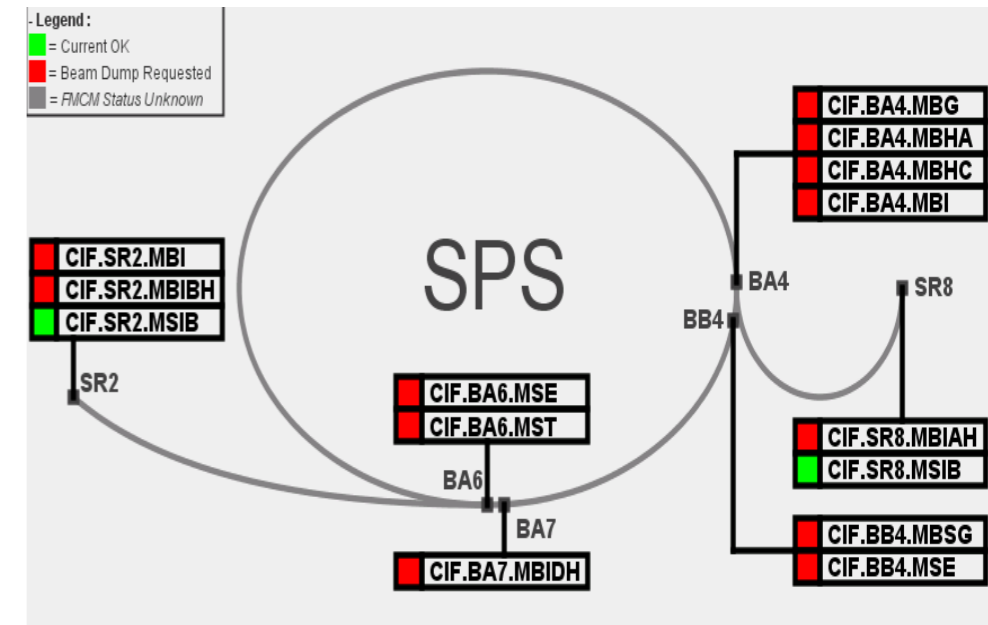 - Legend :
= Current OK
= Beam Dump Requested
= FMCM Status Unknown
CIF.BA4.MBG
CIF.BA4.MBHA
CIF.BA4.MBHC
CIF.BA4.MBI
CIF.SR2.MBI
CIF.SR2.MBIBH
CIF.SR2.MSIB
SPS
BA4
SR8
BB4
SR2
CIF.BA6.MSE
CIF.BA6.MST
CIF.SR8.MBIAH
CIF.SR8.MSIB
BA6
BA7
CIF.BB4.MBSG
CIF.BB4.MSE
CIF.BA7.MBIDH